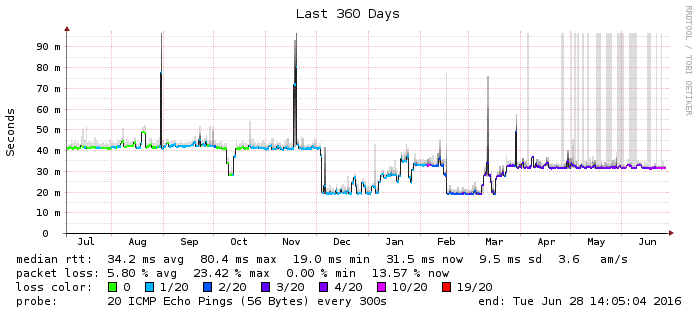 Last 360 Days
RRDTOOL / TOBI OETIKER
Seconds
90 m
80 m
70 m
60 m
50 m
40 m
30 m
20 m
10 m
0
Jul Aug Sep Oct Nov Dec Jan Feb Mar Apr May Jun
median rtt: 34.2 ms avg 80.4 ms max 19.0 ms min 31.5 ms now 9.5 ms sd 3.6 am/s
packet loss: 5.80 % avg 23.42 % max 0.00 % min 13.57 % now
loss color: 0 1/20 2/20 3/20 4/20 10/20 19/20
probe: 20 ICMP Echo Pings (56 Bytes) every 300s end: Tue Jun 28 14:05:04 2016